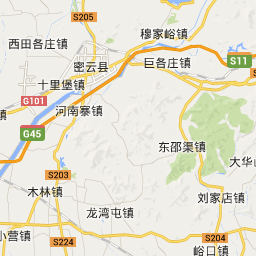 S205
穆家峪镇
西田各庄镇
密云县
巨各庄镇
S11
十里堡镇
G101
河南寨镇
G45
东邵渠镇
大华山
S203
木林镇
刘家店镇
龙湾屯镇
小营镇
S224
S204
峪口镇